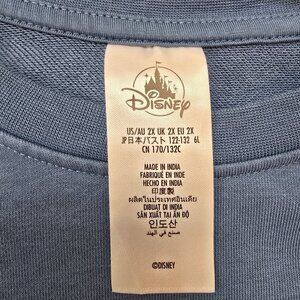 Disney
US/AU 2X UK 2X EU 2X
JP日本バスト 122-132 6L
CN 170/132C
MADE IN INDIA
FABRIQUÉ EN INDE
HECHO EN INDIA
印度製
ผลิตในประเทศอินเดีย
DIBUAT DI INDIA
SẢN XUẤT TẠI ẤN ĐỘ
인도산
صنع في الهند
©DISNEY